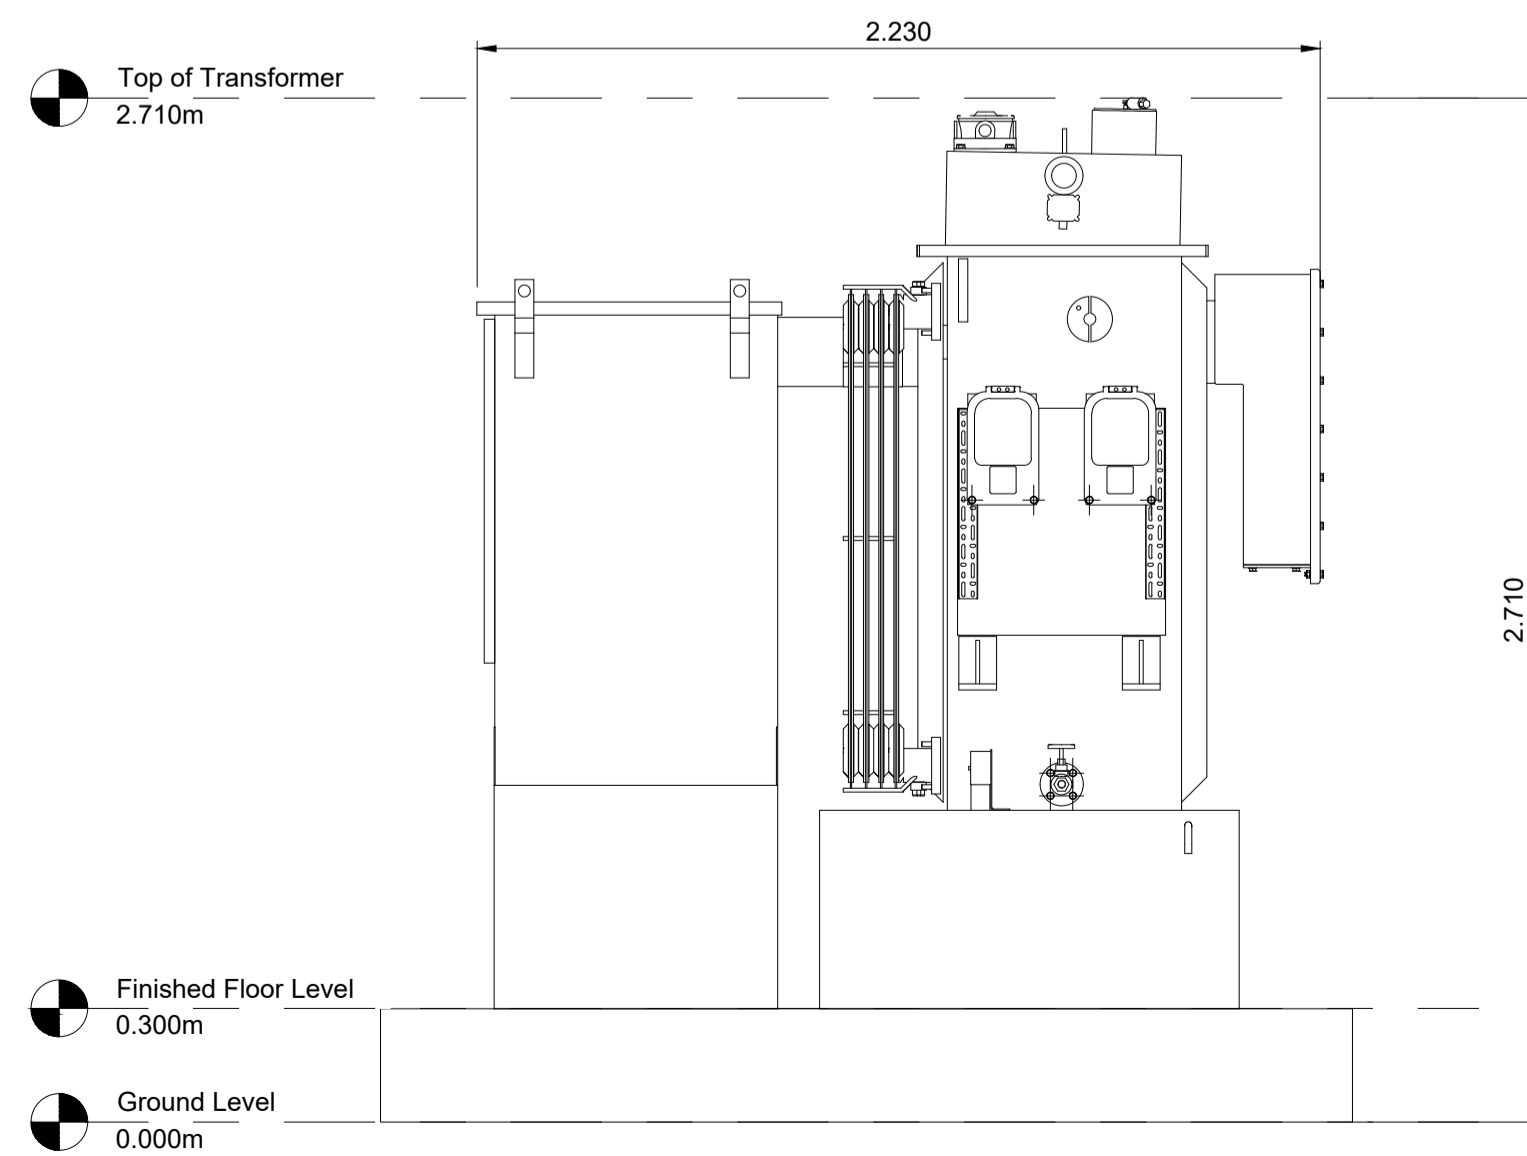 2.230
Top of Transformer
2.710m
2.710
Finished Floor Level
0.300m
Ground Level
0.000m